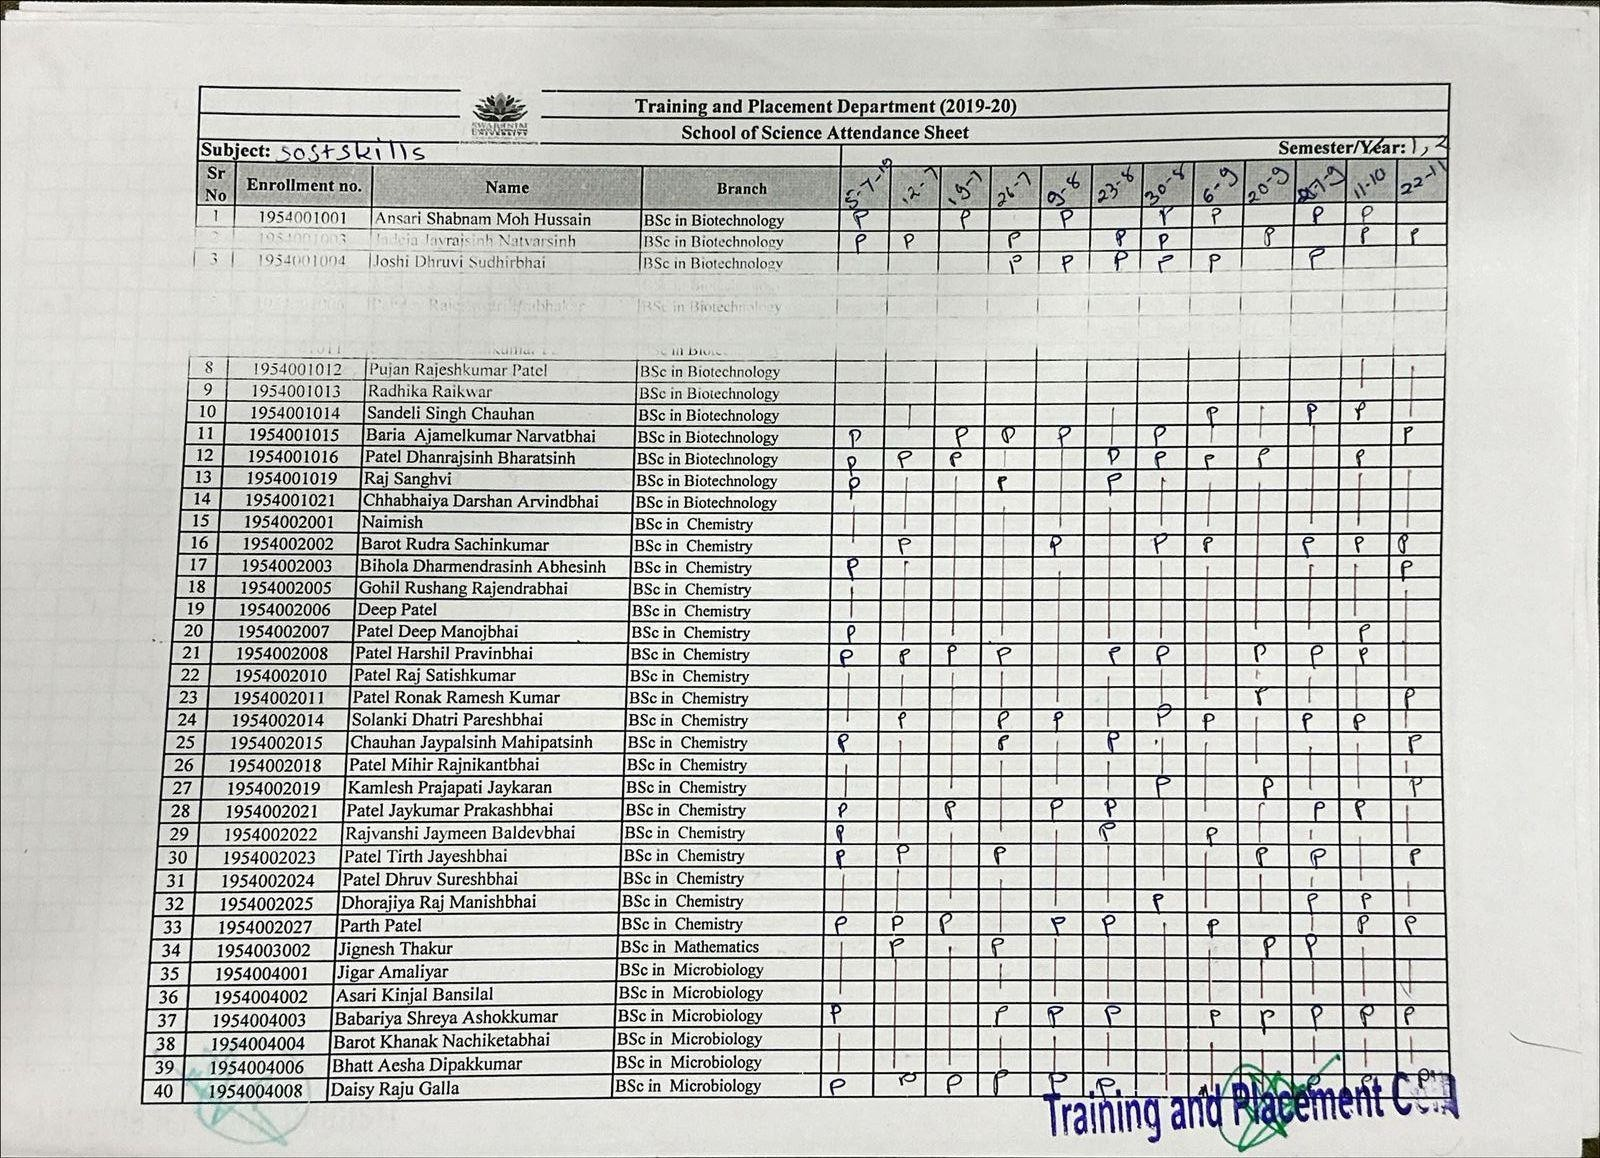 Training and Placement Department (2019-20)
School of Science Attendance Sheet
Subject: sostskills Semester/Year: 1, 2
Sr No Enrollment no. Name Branch 5-7-19 12-7 19-7 26-7 9-8 23-8 30-8 6-9 20-9 27-9 11-10 22-11
1 1954001001 Ansari Shabnam Moh Hussain BSc in Biotechnology P P P P P P P
2 1954001003 Jadeja Jayrajsinh Natvarsinh BSc in Biotechnology P P P P P P P P
3 1954001004 Joshi Dhruvi Sudhirbhai BSc in Biotechnology P P P P P P
BSc in Biotechnology
8 1954001012 Pujan Rajeshkumar Patel BSc in Biotechnology
9 1954001013 Radhika Raikwar BSc in Biotechnology
10 1954001014 Sandeli Singh Chauhan BSc in Biotechnology P P P
11 1954001015 Baria Ajamelkumar Narvatbhai BSc in Biotechnology P P P P P P
12 1954001016 Patel Dhanrajsinh Bharatsinh BSc in Biotechnology P P P P P P P P
13 1954001019 Raj Sanghvi BSc in Biotechnology P P P
14 1954001021 Chhabhaiya Darshan Arvindbhai BSc in Biotechnology
15 1954002001 Naimish BSc in Chemistry
16 1954002002 Barot Rudra Sachinkumar BSc in Chemistry P P P P P P P
17 1954002003 Bihola Dharmendrasinh Abhesinh BSc in Chemistry P P
18 1954002005 Gohil Rushang Rajendrabhai BSc in Chemistry
19 1954002006 Deep Patel BSc in Chemistry
20 1954002007 Patel Deep Manojbhai BSc in Chemistry P P
21 1954002008 Patel Harshil Pravinbhai BSc in Chemistry P P P P P P P P P
22 1954002010 Patel Raj Satishkumar BSc in Chemistry
23 1954002011 Patel Ronak Ramesh Kumar BSc in Chemistry P P
24 1954002014 Solanki Dhatri Pareshbhai BSc in Chemistry P P P P P P P
25 1954002015 Chauhan Jaypalsinh Mahipatsinh BSc in Chemistry P P P P
26 1954002018 Patel Mihir Rajnikantbhai BSc in Chemistry
27 1954002019 Kamlesh Prajapati Jaykaran BSc in Chemistry P P P
28 1954002021 Patel Jaykumar Prakashbhai BSc in Chemistry P P P P P P
29 1954002022 Rajvanshi Jaymeen Baldevbhai BSc in Chemistry P P P
30 1954002023 Patel Tirth Jayeshbhai BSc in Chemistry P P P P P P
31 1954002024 Patel Dhruv Sureshbhai BSc in Chemistry
32 1954002025 Dhorajiya Raj Manishbhai BSc in Chemistry P P P
33 1954002027 Parth Patel BSc in Chemistry P P P P P P P P
34 1954003002 Jignesh Thakur BSc in Mathematics P P P P
35 1954004001 Jigar Amaliyar BSc in Microbiology
36 1954004002 Asari Kinjal Bansilal BSc in Microbiology
37 1954004003 Babariya Shreya Ashokkumar BSc in Microbiology P P P P P P P P P
38 1954004004 Barot Khanak Nachiketabhai BSc in Microbiology
39 1954004006 Bhatt Aesha Dipakkumar BSc in Microbiology
40 1954004008 Daisy Raju Galla BSc in Microbiology P P P P P P P P
Training and Placement Cell